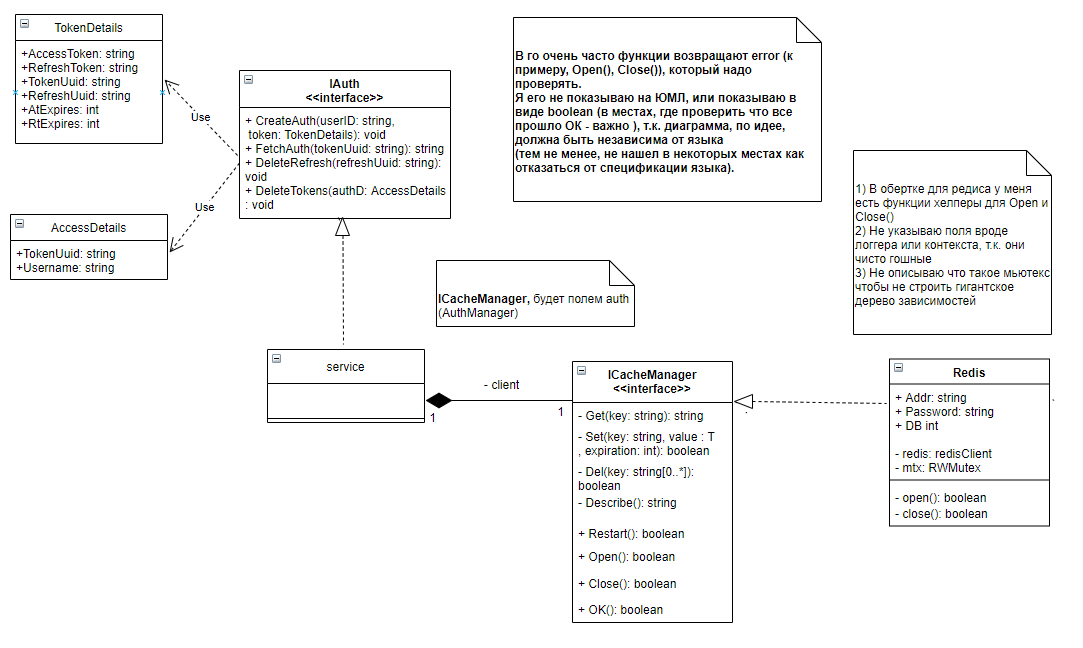 TokenDetails
+AccessToken: string
+RefreshToken: string
+TokenUuid: string
+RefreshUuid: string
+AtExpires: int
+RtExpires: int
Use
Use
AccessDetails
+TokenUuid: string
+Username: string
IAuth
<<interface>>
+ CreateAuth(userID: string,
token: TokenDetails): void
+ FetchAuth(tokenUuid: string): string
+ DeleteRefresh(refreshUuid: string):
void
+ DeleteTokens(authD: AccessDetails
: void
В го очень часто функции возвращают error (к
примеру, Open(), Close()), который надо
проверять.
Я его не показываю на ЮМЛ, или показываю в
виде boolean (в местах, где проверить что все
прошло ОК - важно ), т.к. диаграмма, по идее,
должна быть независима от языка
(тем не менее, не нашел в некоторых местах как
отказаться от спецификации языка).
1) В обертке для редиса у меня
есть функции хелперы для Open и
Close()
2) Не указываю поля вроде
логгера или контекста, т.к. они
чисто гошные
3) Не описываю что такое мьютекс
чтобы не строить гигантское
дерево зависимостей
ICacheManager, будет полем auth
(AuthManager)
service
- client
1
1
ICacheManager
<<interface>>
- Get(key: string): string
- Set(key: string, value : T
, expiration: int): boolean
- Del(key: string[0..*]):
boolean
- Describe(): string
+ Restart(): boolean
+ Open(): boolean
+ Close(): boolean
+ OK(): boolean
Redis
+ Addr: string
+ Password: string
+ DB int
- redis: redisClient
- mtx: RWMutex
- open(): boolean
- close(): boolean